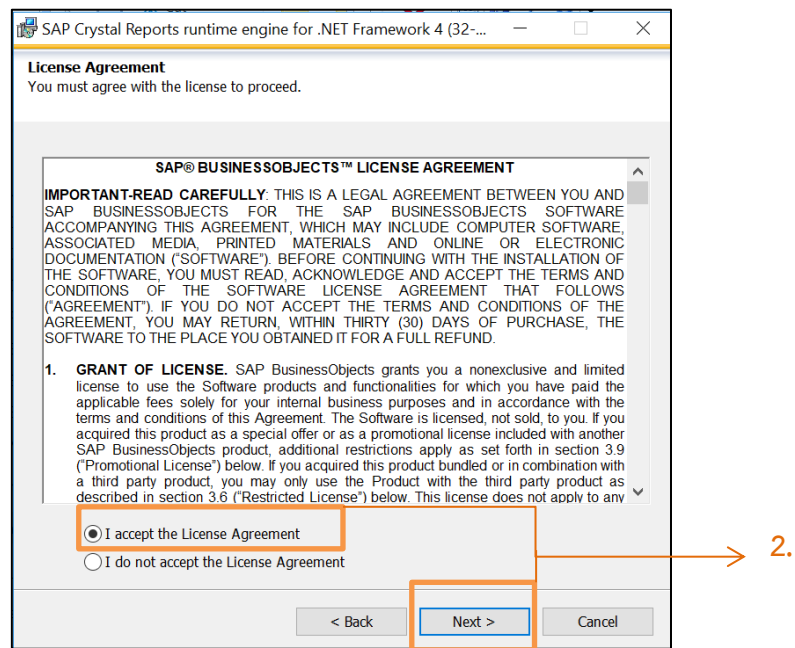 SAP Crystal Reports runtime engine for .NET Framework 4 (32-...
License Agreement
You must agree with the license to proceed.
SAP® BUSINESSOBJECTS™ LICENSE AGREEMENT
IMPORTANT-READ CAREFULLY: THIS IS A LEGAL AGREEMENT BETWEEN YOU AND
SAP BUSINESSOBJECTS FOR THE SAP BUSINESSOBJECTS SOFTWARE
ACCOMPANYING THIS AGREEMENT, WHICH MAY INCLUDE COMPUTER SOFTWARE,
ASSOCIATED MEDIA, PRINTED MATERIALS AND ONLINE OR ELECTRONIC
DOCUMENTATION ("SOFTWARE"). BEFORE CONTINUING WITH THE INSTALLATION OF
THE SOFTWARE, YOU MUST READ, ACKNOWLEDGE AND ACCEPT THE TERMS AND
CONDITIONS OF THE SOFTWARE LICENSE AGREEMENT THAT FOLLOWS
("AGREEMENT"). IF YOU DO NOT ACCEPT THE TERMS AND CONDITIONS OF THE
AGREEMENT, YOU MAY RETURN, WITHIN THIRTY (30) DAYS OF PURCHASE, THE
SOFTWARE TO THE PLACE YOU OBTAINED IT FOR A FULL REFUND.
1. GRANT OF LICENSE. SAP BusinessObjects grants you a nonexclusive and limited
license to use the Software products and functionalities for which you have paid the
applicable fees solely for your internal business purposes and in accordance with the
terms and conditions of this Agreement. The Software is licensed, not sold, to you. If you
acquired this product as a special offer or as a promotional license included with another
SAP BusinessObjects product, additional restrictions apply as set forth in section 3.9
("Promotional License") below. If you acquired this product bundled or in combination with
a third party product, you may only use the Product with the third party product as
described in section 3.6 ("Restricted License") below. This license does not apply to any
I accept the License Agreement
I do not accept the License Agreement
2.
< Back Next > Cancel